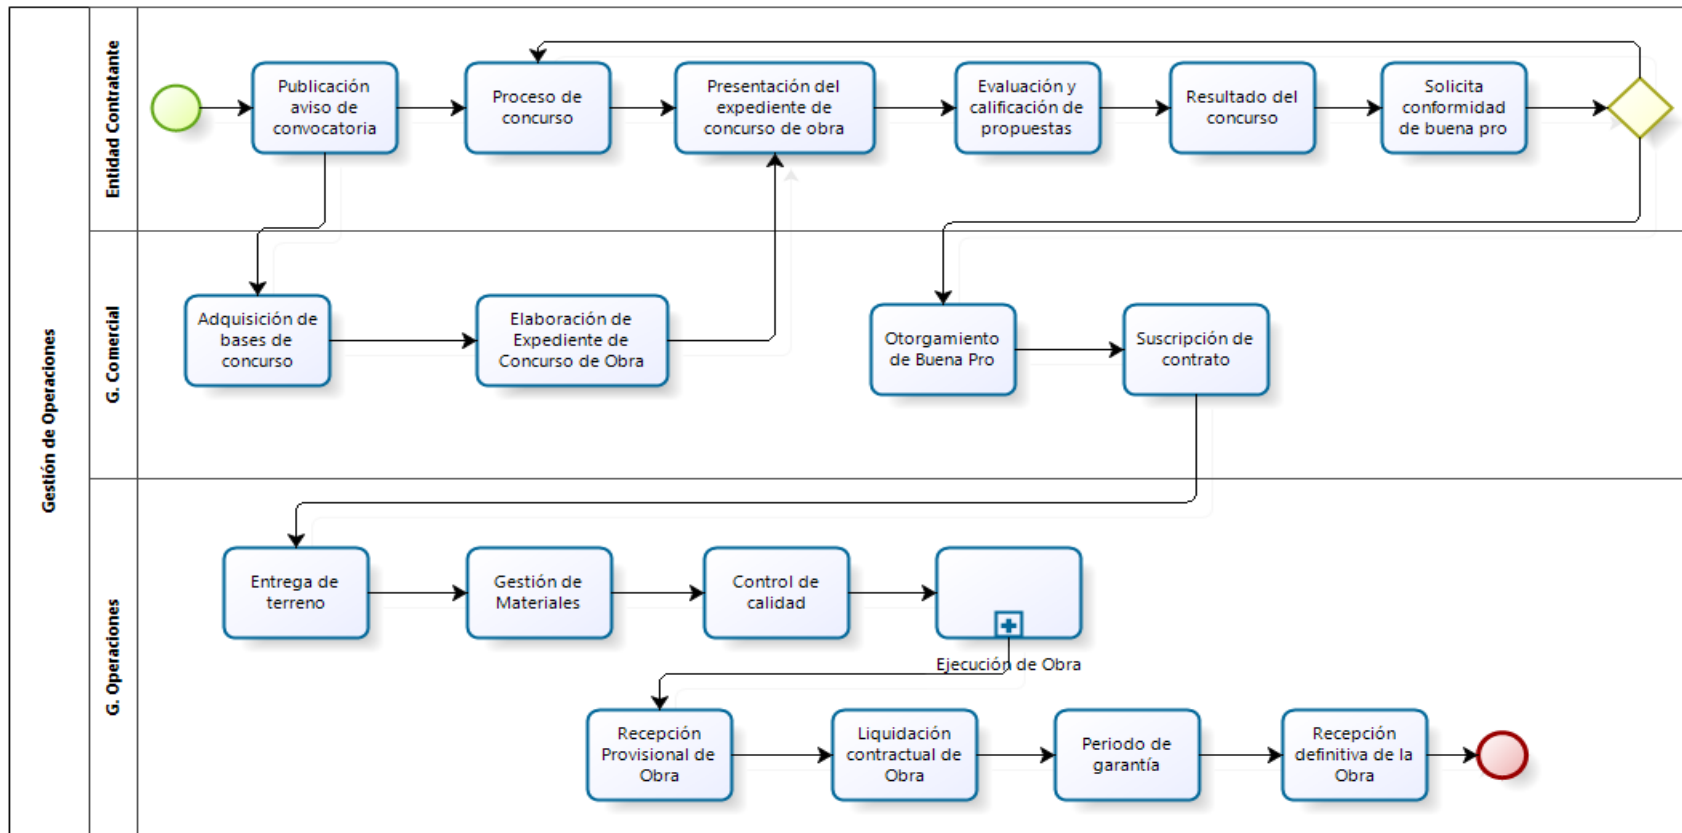 Gestión de Operaciones
Entidad Contratante
Publicación
aviso de
convocatoria
Proceso de
concurso
Presentación del
expediente de
concurso de obra
Evaluación y
calificación de
propuestas
Resultado del
concurso
Solicita
conformidad
de buena pro
G. Comercial
Adquisición de
bases de
concurso
Elaboración de
Expediente de
Concurso de Obra
Otorgamiento
de Buena Pro
Suscripción de
contrato
G. Operaciones
Entrega de
terreno
Gestión de
Materiales
Control de
calidad
Ejecución de Obra
Recepción
Provisional de
Obra
Liquidación
contractual de
Obra
Periodo de
garantía
Recepción
definitiva de la
Obra